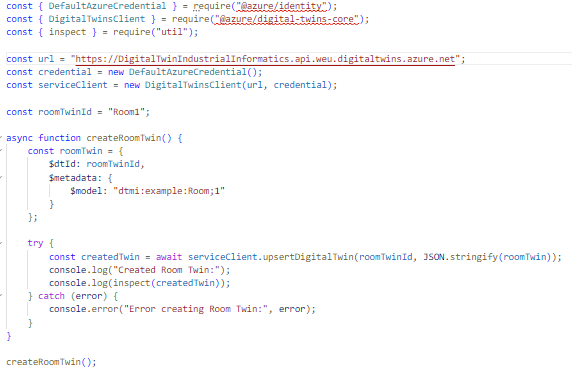 const { DefaultAzureCredential } = require("@azure/identity");
const { DigitalTwinsClient } = require("@azure/digital-twins-core");
const { inspect } = require("util");

const url = "https://DigitalTwinIndustrialInformatics.api.weu.digitaltwins.azure.net";
const credential = new DefaultAzureCredential();
const serviceClient = new DigitalTwinsClient(url, credential);

const roomTwinId = "Room1";

async function createRoomTwin() {
    const roomTwin = {
        $dtId: roomTwinId,
        $metadata: {
            $model: "dtmi:example:Room;1"
        }
    };

    try {
        const createdTwin = await serviceClient.upsertDigitalTwin(roomTwinId, JSON.stringify(roomTwin));
        console.log("Created Room Twin:");
        console.log(inspect(createdTwin));
    } catch (error) {
        console.error("Error creating Room Twin:", error);
    }
}

createRoomTwin();